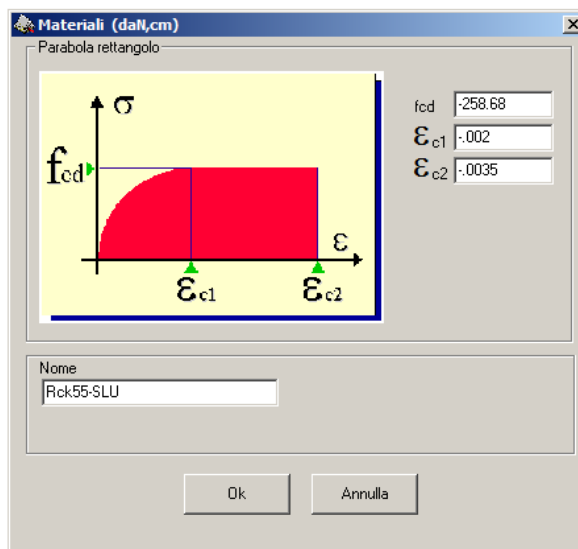 Materiali (daN,cm)
Parabola rettangolo
σ
fcd
ε
εc1
εc2
fcd -258.68
εc1 -.002
εc2 -.0035
Nome
Rck55-SLU
Ok
Annulla